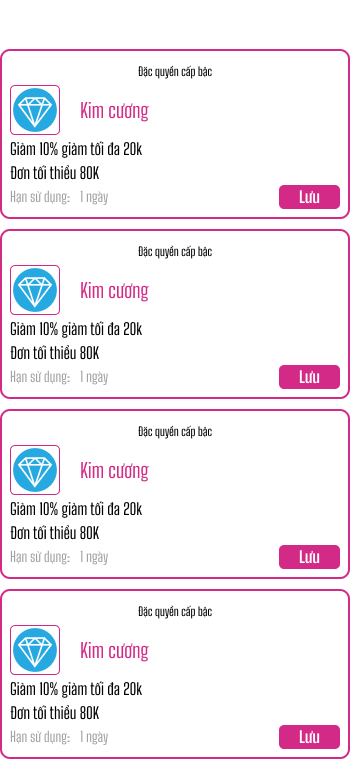 Đặc quyền cấp bậc
Kim cương
Giảm 10% giảm tối đa 20k
Đơn tối thiểu 80K
Hạn sử dụng: 1 ngày
Lưu
Đặc quyền cấp bậc
Kim cương
Giảm 10% giảm tối đa 20k
Đơn tối thiểu 80K
Hạn sử dụng: 1 ngày
Lưu
Đặc quyền cấp bậc
Kim cương
Giảm 10% giảm tối đa 20k
Đơn tối thiểu 80K
Hạn sử dụng: 1 ngày
Lưu
Đặc quyền cấp bậc
Kim cương
Giảm 10% giảm tối đa 20k
Đơn tối thiểu 80K
Hạn sử dụng: 1 ngày
Lưu